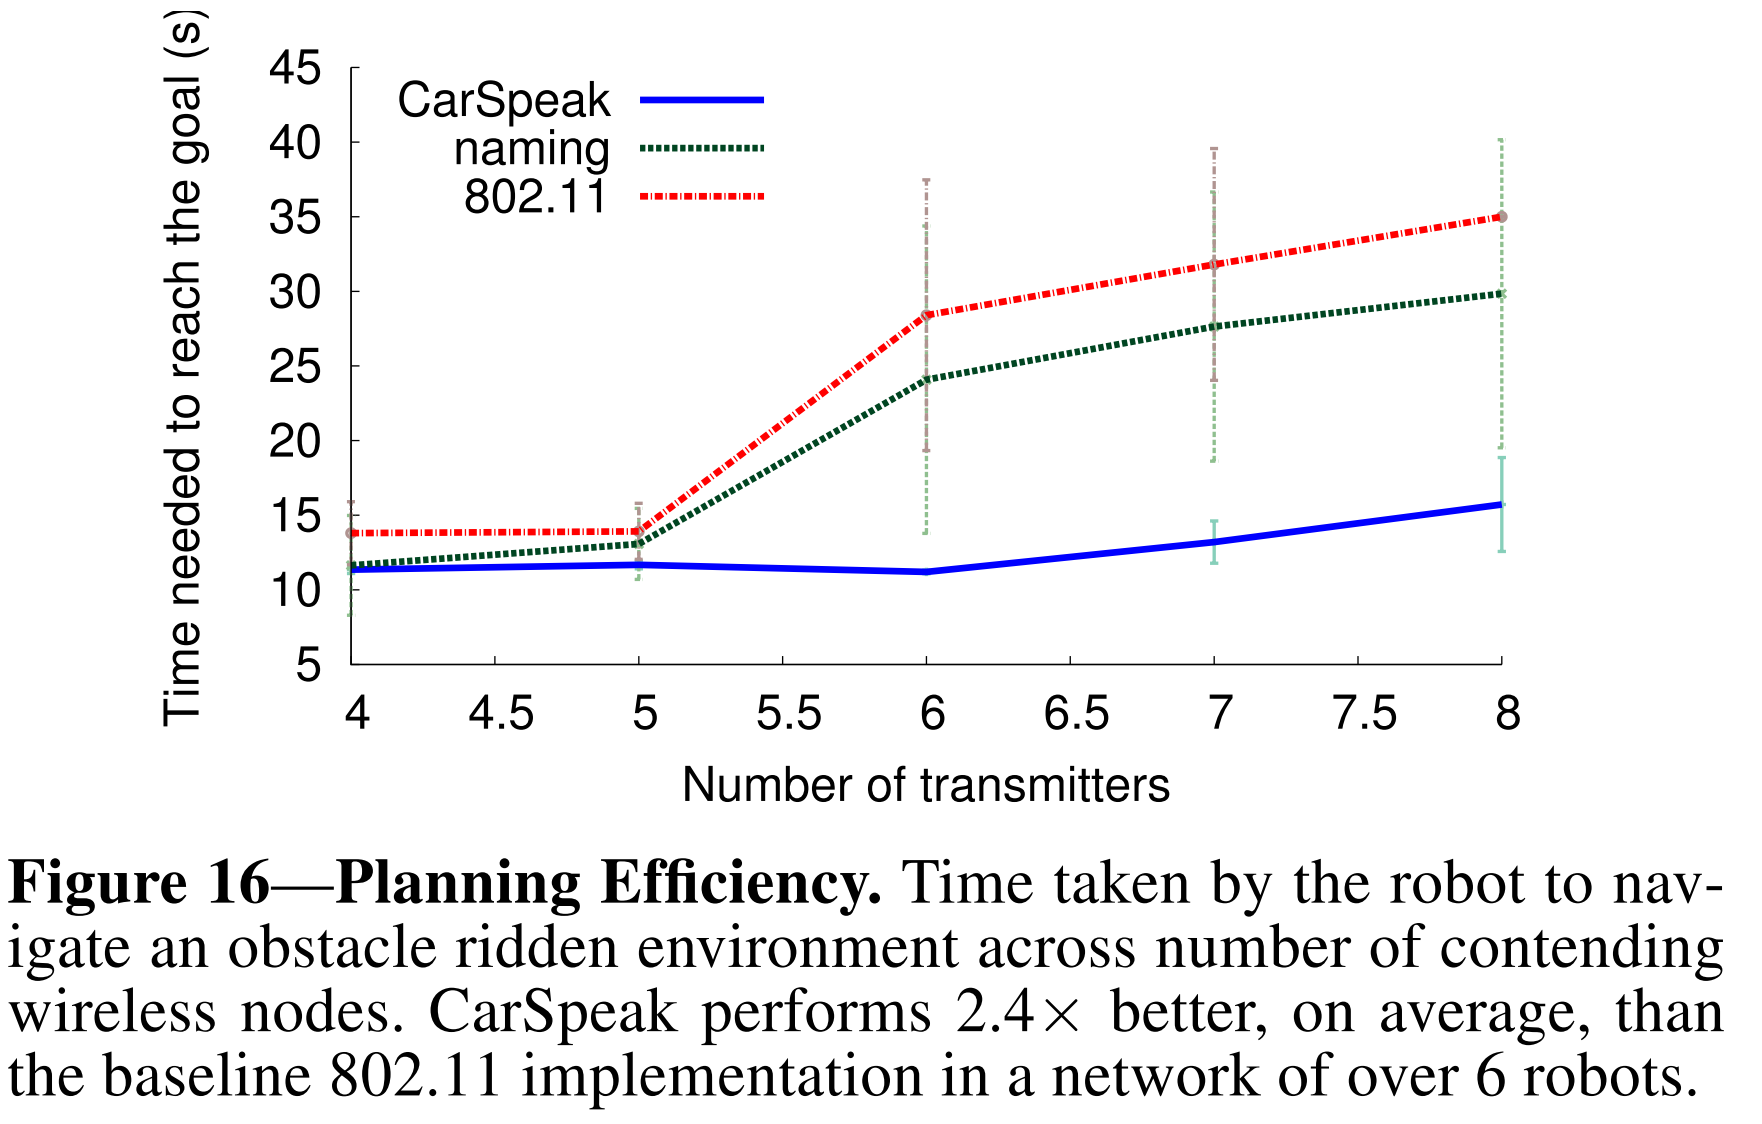 Time needed to reach the goal (s)
45
40
35
30
25
20
15
10
5
CarSpeak
naming
802.11
4 4.5 5 5.5 6 6.5 7 7.5 8
Number of transmitters
Figure 16—Planning Efficiency. Time taken by the robot to nav-
igate an obstacle ridden environment across number of contending
wireless nodes. CarSpeak performs 2.4× better, on average, than
the baseline 802.11 implementation in a network of over 6 robots.